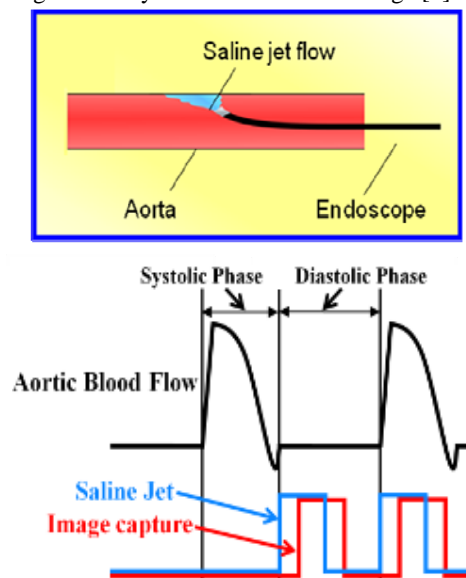 Saline jet flow
Aorta
Endoscope
Systolic Phase
Diastolic Phase
Aortic Blood Flow
Saline Jet
Image capture